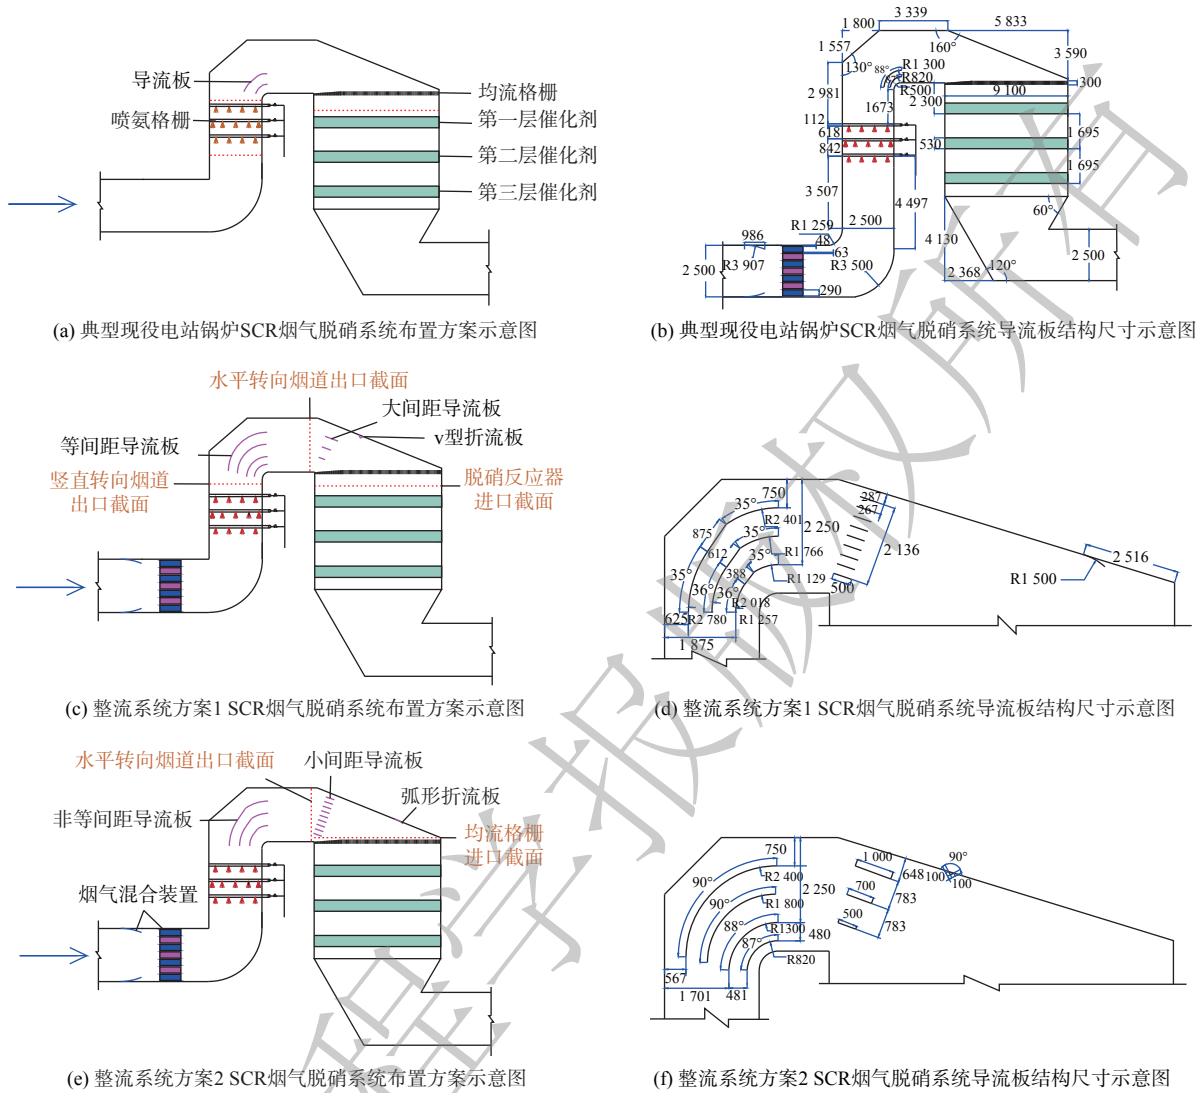 导流板
喷氨格栅
均流格栅
第一层催化剂
第二层催化剂
第三层催化剂
(a) 典型现役电站锅炉SCR烟气脱硝系统布置方案示意图
3 339
1 800
5 833
1 557
160°
3 590
130°
88°
87°
R1 300
R820
R500
300
2 981
2 300
9 100
1673
112
618
842
530
1 695
1 695
3 507
4 497
60°
R1 259
2 500
986
48
63
4 130
2 500
R3 907
R3 500
2 368
120°
2 500
290
(b) 典型现役电站锅炉SCR烟气脱硝系统导流板结构尺寸示意图
水平转向烟道出口截面
大间距导流板
v型折流板
等间距导流板
竖直转向烟道
出口截面
脱硝反应器
进口截面
(c) 整流系统方案1 SCR烟气脱硝系统布置方案示意图
750
35°
287
267
R2 401
875
35°
2 250
612
35°
R1 766
2 136
2 516
388
35°
R1 129
R1 500
36°
36°
500
R2 018
625
R2 780
R1 257
1 875
(d) 整流系统方案1 SCR烟气脱硝系统导流板结构尺寸示意图
水平转向烟道出口截面
小间距导流板
弧形折流板
非等间距导流板
均流格栅
进口截面
烟气混合装置
(e) 整流系统方案2 SCR烟气脱硝系统布置方案示意图
750
1 000
90°
648
100
100
R2 400
90°
2 250
700
783
R1 800
90°
500
783
88°
R1300
480
87°
R820
567
1 701
481
(f) 整流系统方案2 SCR烟气脱硝系统导流板结构尺寸示意图
程学报版权所有